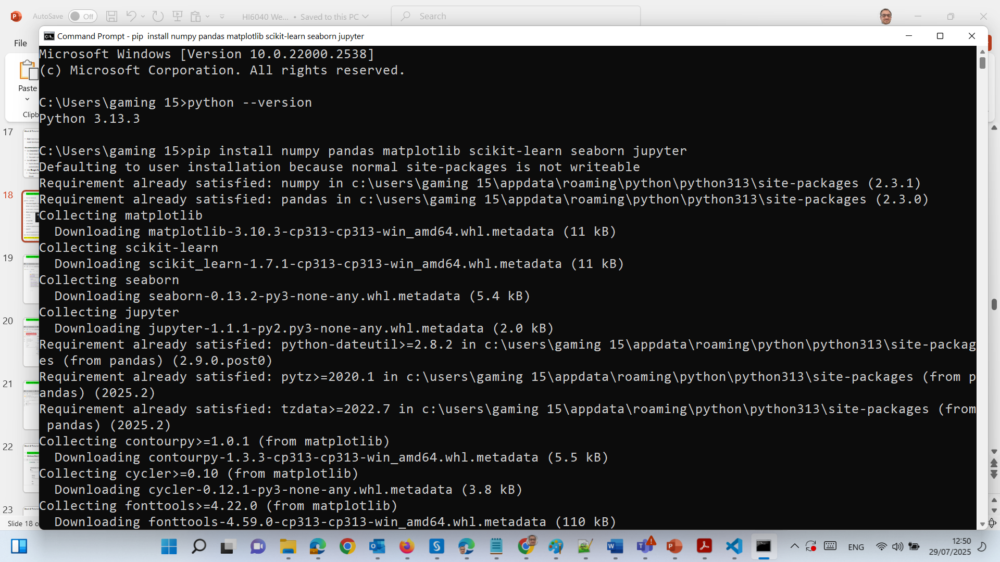 AutoSave Off HI6040 We... • Saved to this PC Search
Command Prompt - pip  install numpy pandas matplotlib scikit-learn seaborn jupyter
File
Paste
Clipb
17
18
19
20
21
22
23
Microsoft Windows [Version 10.0.22000.2538]
(c) Microsoft Corporation. All rights reserved.
C:\Users\gaming 15>python --version
Python 3.13.3
C:\Users\gaming 15>pip install numpy pandas matplotlib scikit-learn seaborn jupyter
Defaulting to user installation because normal site-packages is not writeable
Requirement already satisfied: numpy in c:\users\gaming 15\appdata\roaming\python\python313\site-packages (2.3.1)
Requirement already satisfied: pandas in c:\users\gaming 15\appdata\roaming\python\python313\site-packages (2.3.0)
Collecting matplotlib
  Downloading matplotlib-3.10.3-cp313-cp313-win_amd64.whl.metadata (11 kB)
Collecting scikit-learn
  Downloading scikit_learn-1.7.1-cp313-cp313-win_amd64.whl.metadata (11 kB)
Collecting seaborn
  Downloading seaborn-0.13.2-py3-none-any.whl.metadata (5.4 kB)
Collecting jupyter
  Downloading jupyter-1.1.1-py2.py3-none-any.whl.metadata (2.0 kB)
Requirement already satisfied: python-dateutil>=2.8.2 in c:\users\gaming 15\appdata\roaming\python\python313\site-packag
es (from pandas) (2.9.0.post0)
Requirement already satisfied: pytz>=2020.1 in c:\users\gaming 15\appdata\roaming\python\python313\site-packages (from p
andas) (2025.2)
Requirement already satisfied: tzdata>=2022.7 in c:\users\gaming 15\appdata\roaming\python\python313\site-packages (from
 pandas) (2025.2)
Collecting contourpy>=1.0.1 (from matplotlib)
  Downloading contourpy-1.3.3-cp313-cp313-win_amd64.whl.metadata (5.5 kB)
Collecting cycler>=0.10 (from matplotlib)
  Downloading cycler-0.12.1-py3-none-any.whl.metadata (3.8 kB)
Collecting fonttools>=4.22.0 (from matplotlib)
  Downloading fonttools-4.59.0-cp313-cp313-win_amd64.whl.metadata (110 kB)
Slide 18 o
ENG
12:50
29/07/2025